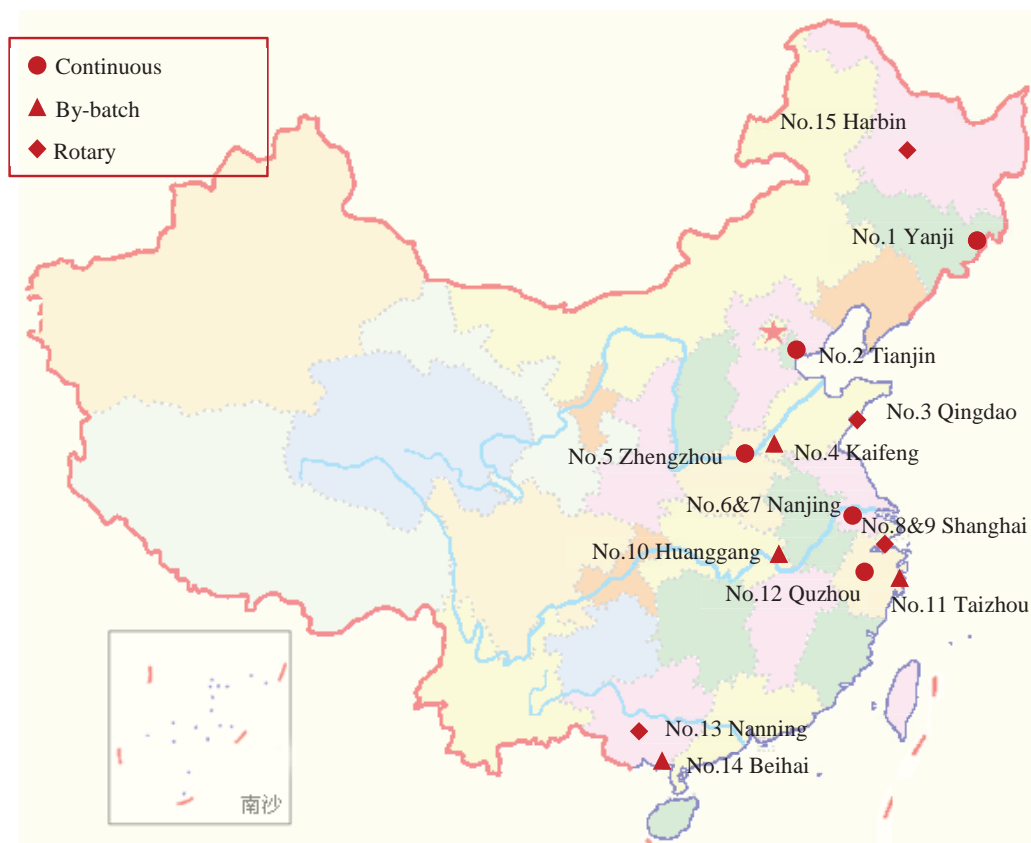 Continuous
By-batch
Rotary
No.15 Harbin
No.1 Yanji
No.2 Tianjin
No.3 Qingdao
No.5 Zhengzhou
No.4 Kaifeng
No.6&7 Nanjing
No.8&9 Shanghai
No.10 Huanggang
No.12 Quzhou
No.11 Taizhou
No.13 Nanning
No.14 Beihai
南沙